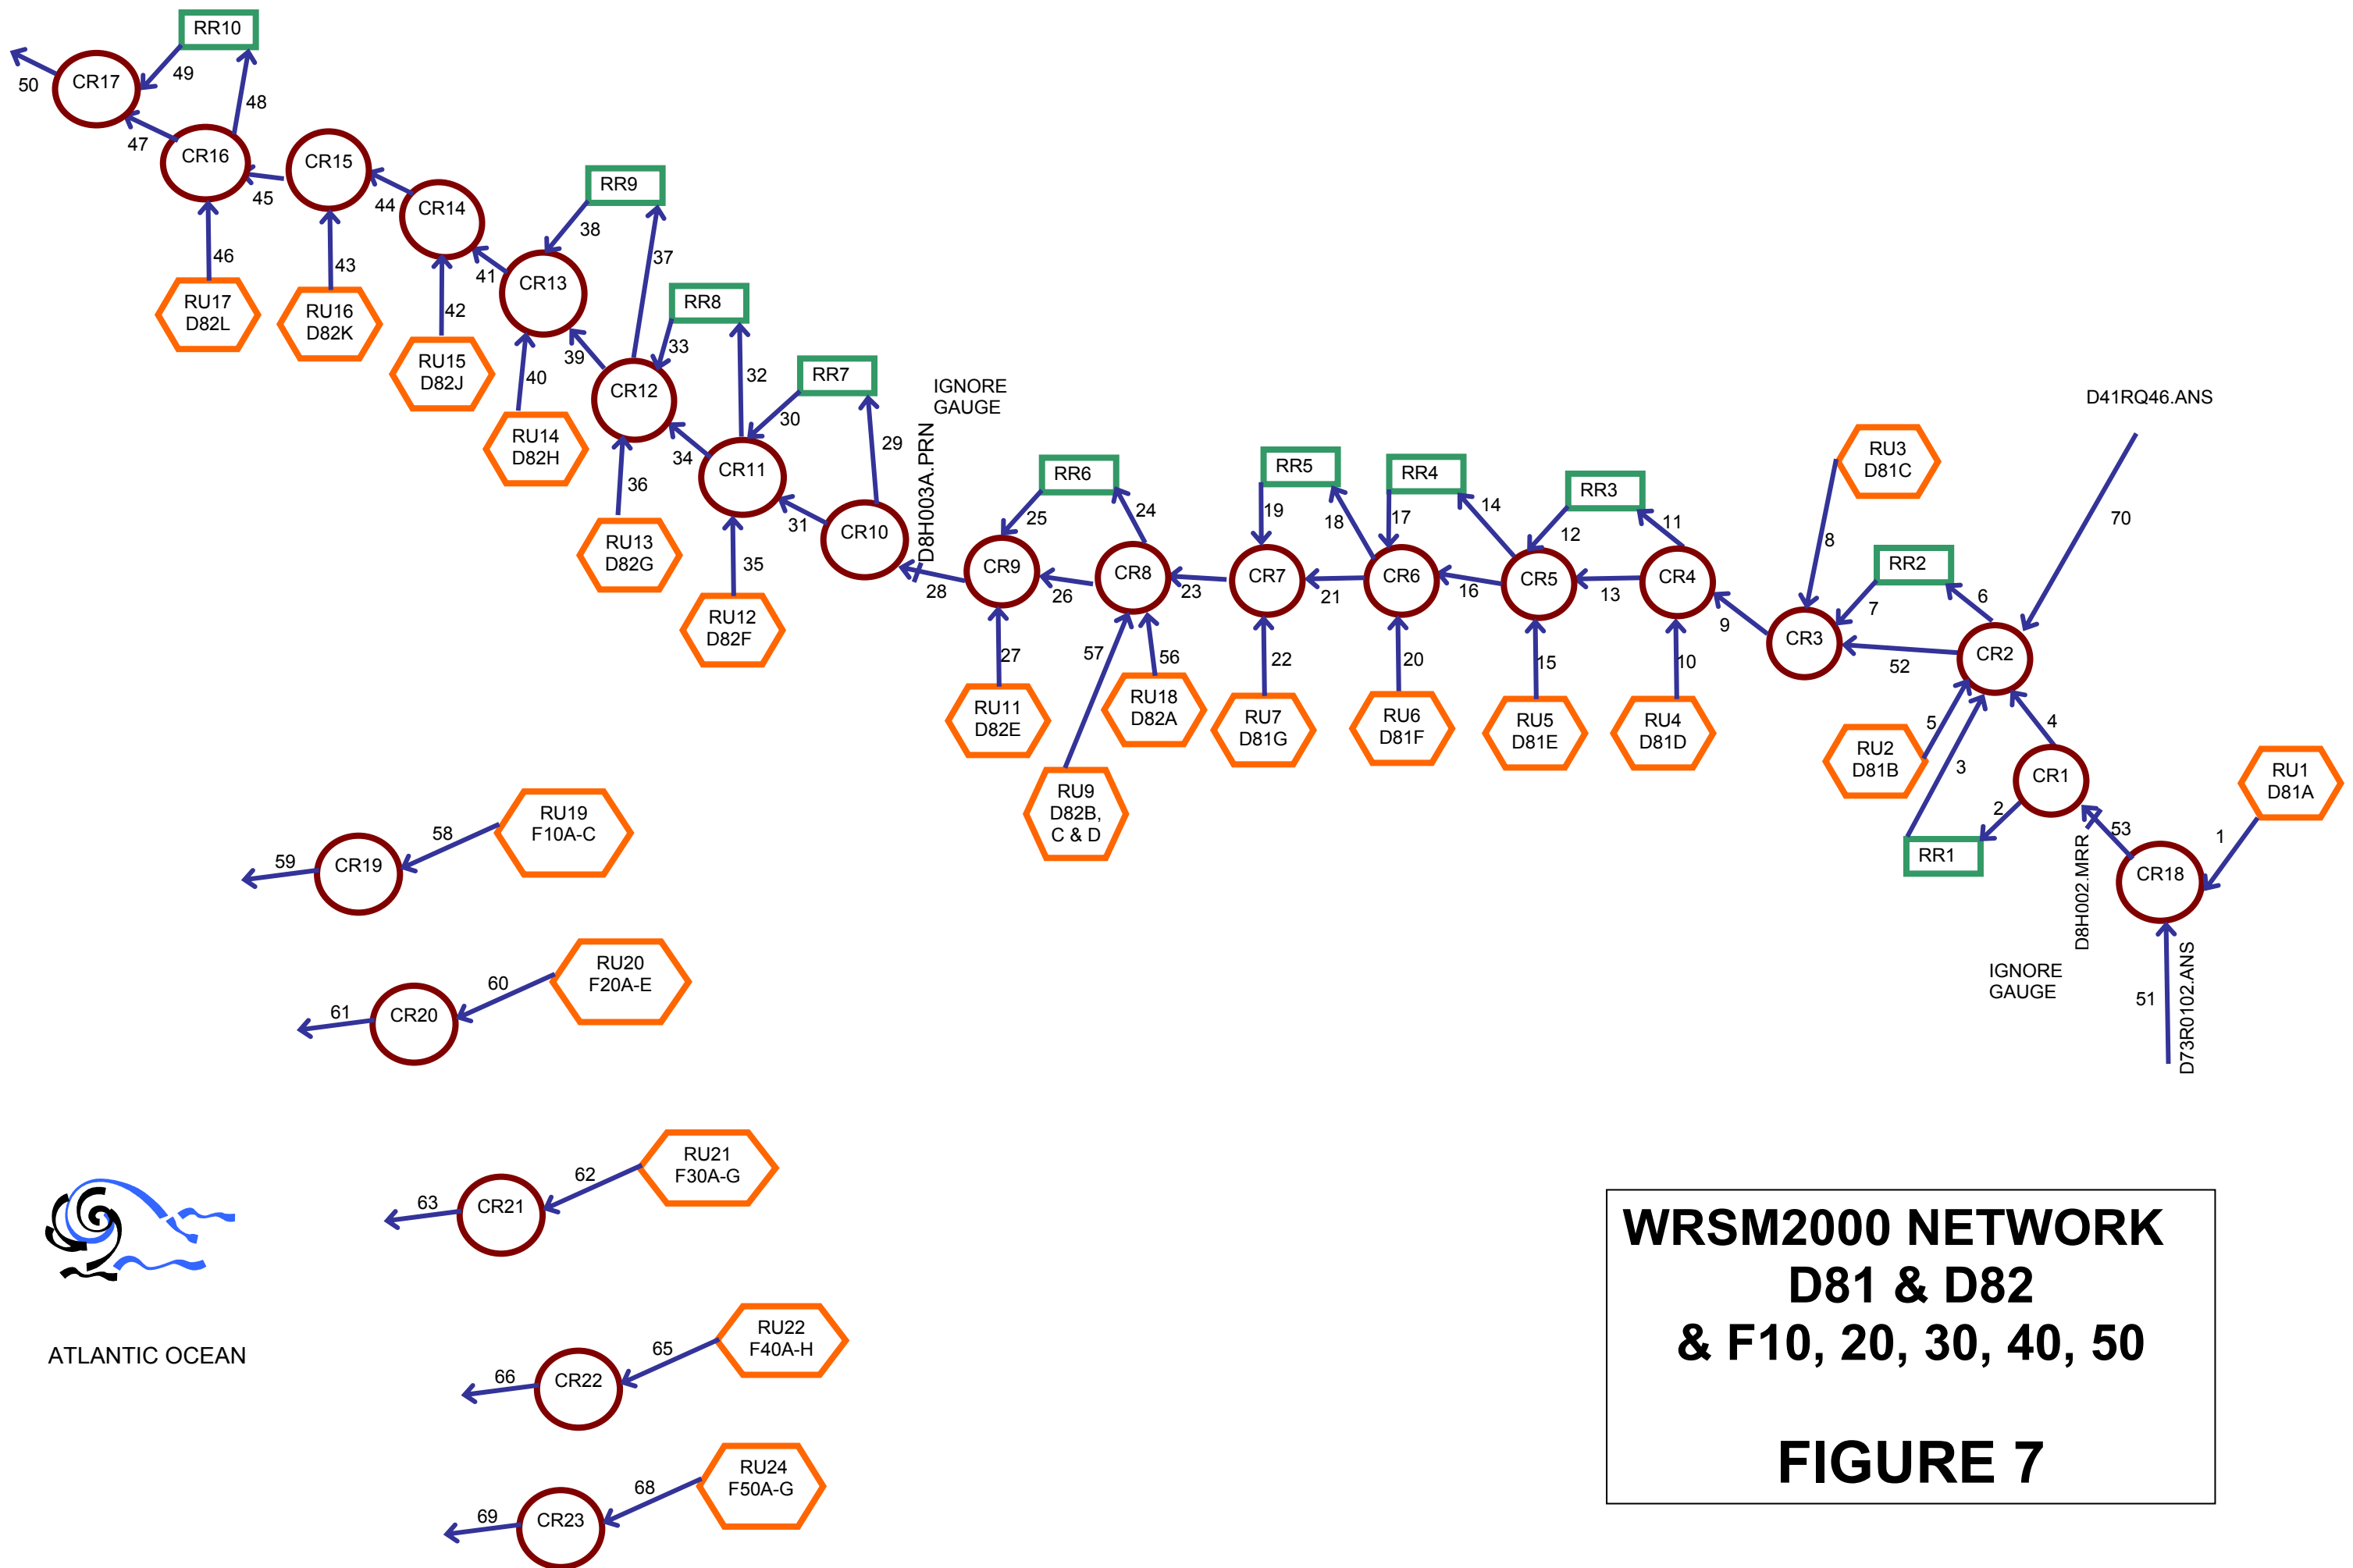 RR10
50
CR17
49
48
47
CR16
CR15
45
44
CR14
RR9
38
37
46
43
41
CR13
RU17
D82L
RU16
D82K
42
RR8
33
39
40
RU15
D82J
CR12
32
RR7
30
29
IGNORE
GAUGE
D8H003A.PRN
RU14
D82H
34
CR11
36
31
CR10
RU13
D82G
35
28
RU12
D82F
RR6
25
24
CR9
26
CR8
23
RR5
19
18
CR7
21
RR4
17
14
CR6
16
RR3
12
11
CR5
13
CR4
9
RU3
D81C
8
RR2
7
6
CR3
52
CR2
D41RQ46.ANS
70
27
57
56
22
20
15
10
RU11
D82E
RU18
D82A
RU7
D81G
RU6
D81F
RU5
D81E
RU4
D81D
RU9
D82B,
C & D
5
RU2
D81B
3
4
CR1
2
RR1
D8H002.MRR
53
1
RU1
D81A
CR18
IGNORE
GAUGE
51
D73R0102.ANS
RU19
F10A-C
58
CR19
59
RU20
F20A-E
60
CR20
61
RU21
F30A-G
62
CR21
63
RU22
F40A-H
65
CR22
66
RU24
F50A-G
68
CR23
69
ATLANTIC OCEAN
WRSM2000 NETWORK
D81 & D82
& F10, 20, 30, 40, 50
FIGURE 7